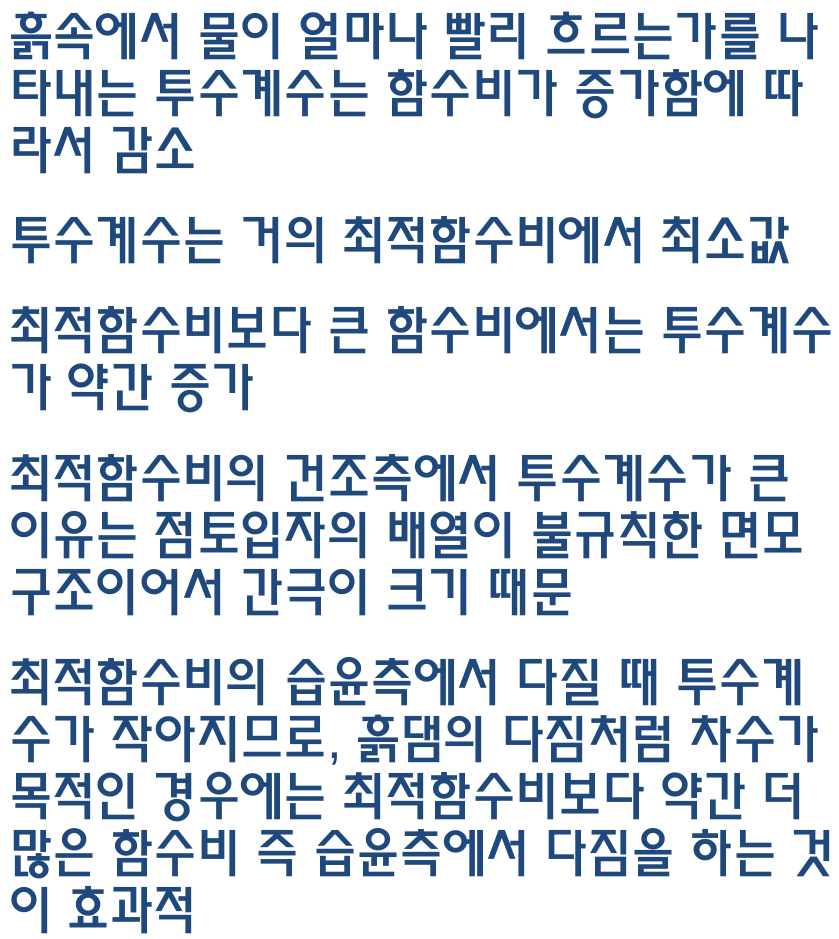 흙속에서 물이 얼마나 빨리 흐르는가를 나
타내는 투수계수는 함수비가 증가함에 따
라서 감소
투수계수는 거의 최적함수비에서 최소값
최적함수비보다 큰 함수비에서는 투수계수
가 약간 증가
최적함수비의 건조측에서 투수계수가 큰
이유는 점토입자의 배열이 불규칙한 면모
구조이어서 간극이 크기 때문
최적함수비의 습윤측에서 다질 때 투수계
수가 작아지므로, 흙댐의 다짐처럼 차수가
목적인 경우에는 최적함수비보다 약간 더
많은 함수비 즉 습윤측에서 다짐을 하는 것
이 효과적